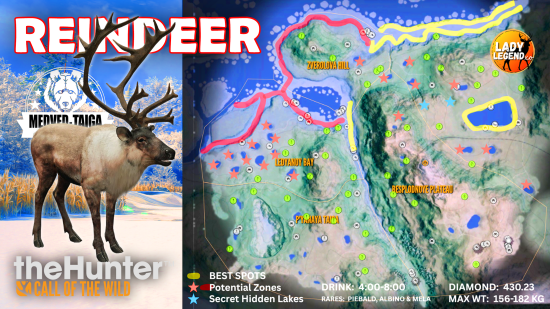 REINDEER
LADY
LEGEND
MEDVED-TAIGA
theHunter
CALL OF THE WILD
BEST SPOTS
Potential Zones
Secret Hidden Lakes
DRINK: 4:00-8:00
RARES: PIEBALD, ALBINO & MELA
DIAMOND: 430.23
MAX WT: 156-182 KG